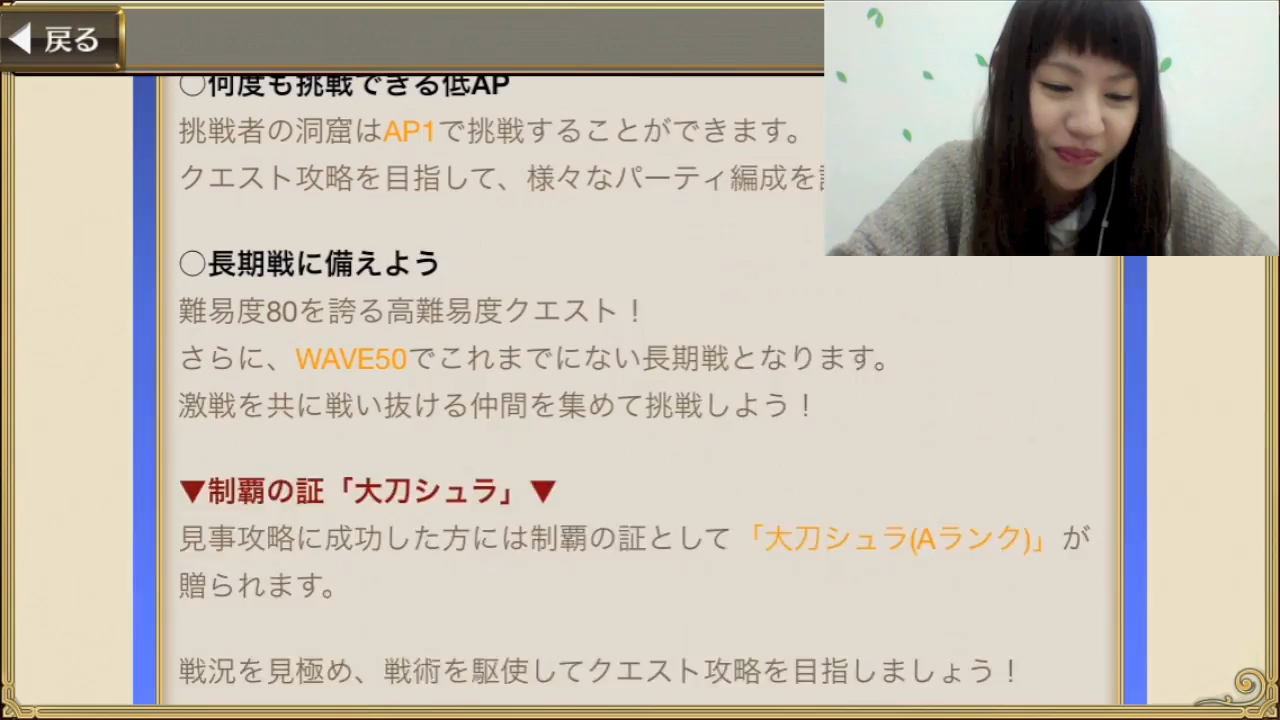 戻る
○何度も挑戦できる低AP
挑戦者の洞窟はAP1で挑戦することができます。
クエスト攻略を目指して、様々なパーティ編成を
○長期戦に備えよう
難易度80を誇る高難易度クエスト！
さらに、WAVE50でこれまでにない長期戦となります。
激戦を共に戦い抜ける仲間を集めて挑戦しよう！
▼制覇の証「大刀シュラ」▼
見事攻略に成功した方には制覇の証として「大刀シュラ(Aランク)」が
贈られます。
戦況を見極め、戦術を駆使してクエスト攻略を目指しましょう！